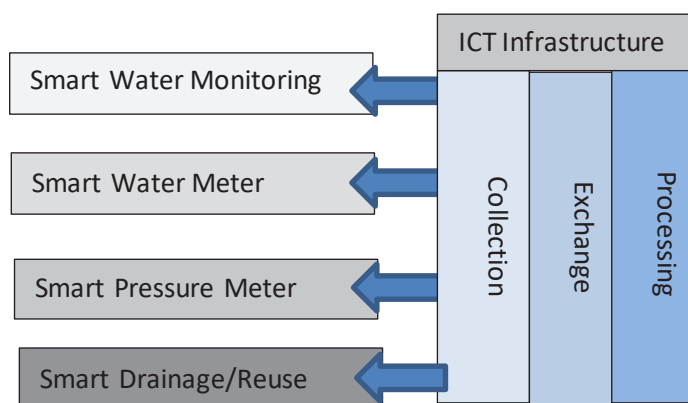 ICT Infrastructure
Smart Water Monitoring
Smart Water Meter
Smart Pressure Meter
Smart Drainage/Reuse
Collection
Exchange
Processing